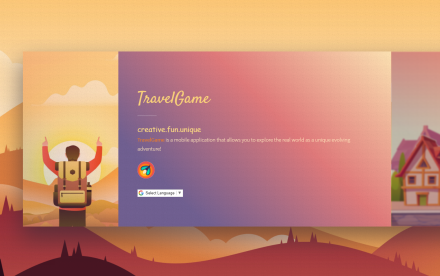 TravelGame
creative.fun.unique
TravelGame is a mobile application that allows you to explore the real world as a unique evolving
adventure!
Select Language